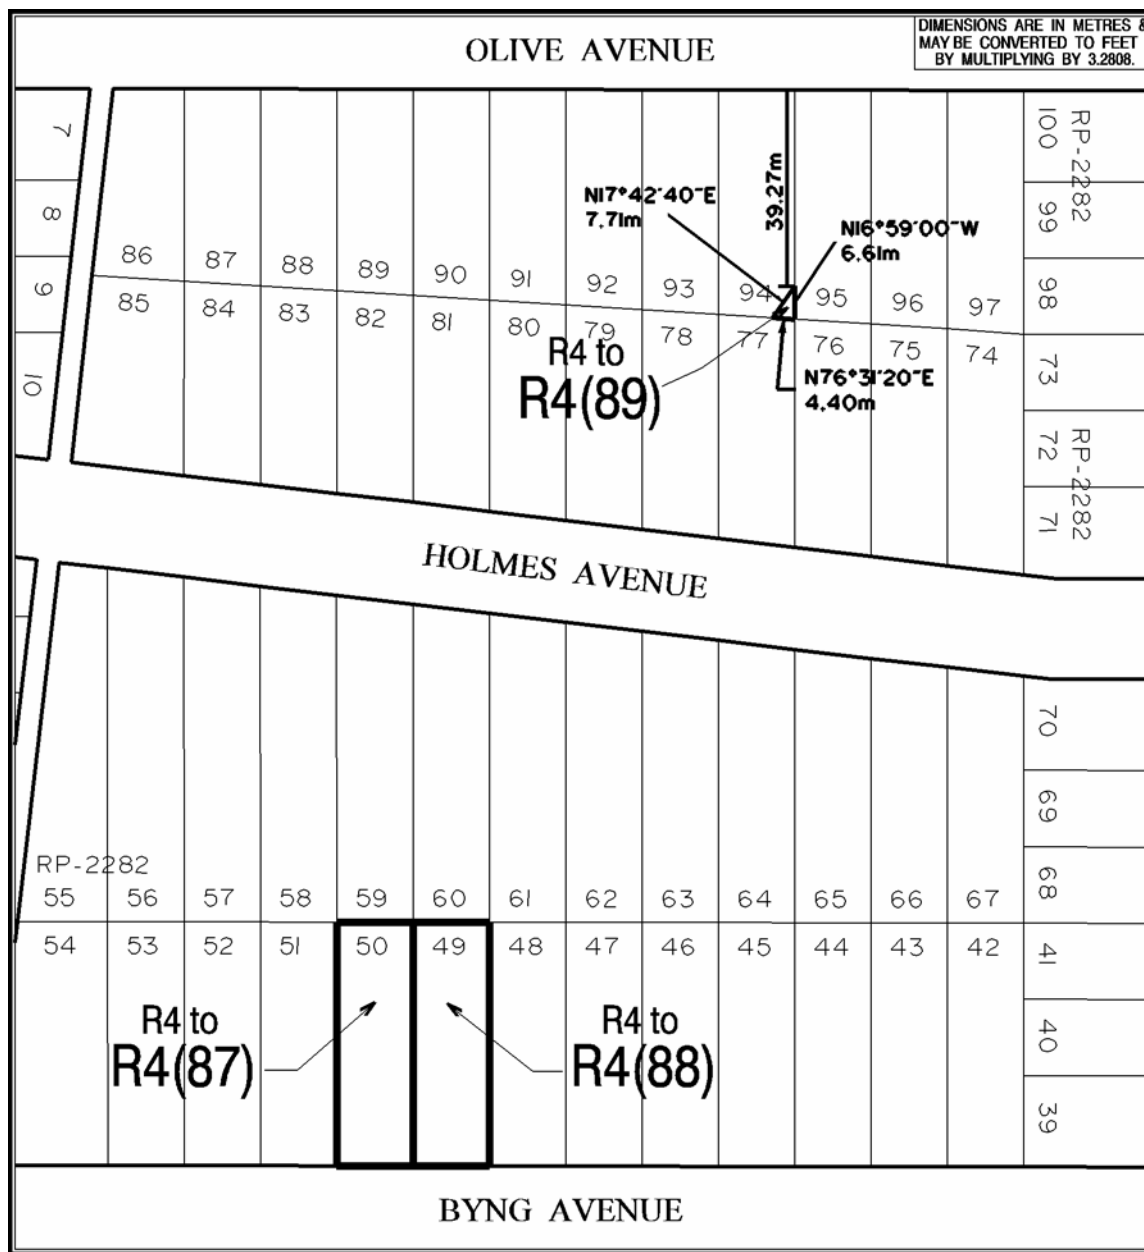 OLIVE AVENUE
DIMENSIONS ARE IN METRES &
MAY BE CONVERTED TO FEET
BY MULTIPLYING BY 3.2808.
7
8
9
10
100
99
98
73
72
71
RP-2282
RP-2282
39.27m
N17°42'40"E
7.71m
N16°59'00"W
6.61m
86 87 88 89 90 91 92 93 94 95 96 97
85 84 83 82 81 80 79 78 77 76 75 74
R4 to
R4(89)
N76°31'20"E
4.40m
HOLMES AVENUE
70
69
68
41
40
39
RP-2282
55 56 57 58 59 60 61 62 63 64 65 66 67
54 53 52 51 50 49 48 47 46 45 44 43 42
R4 to
R4(87)
R4 to
R4(88)
BYNG AVENUE